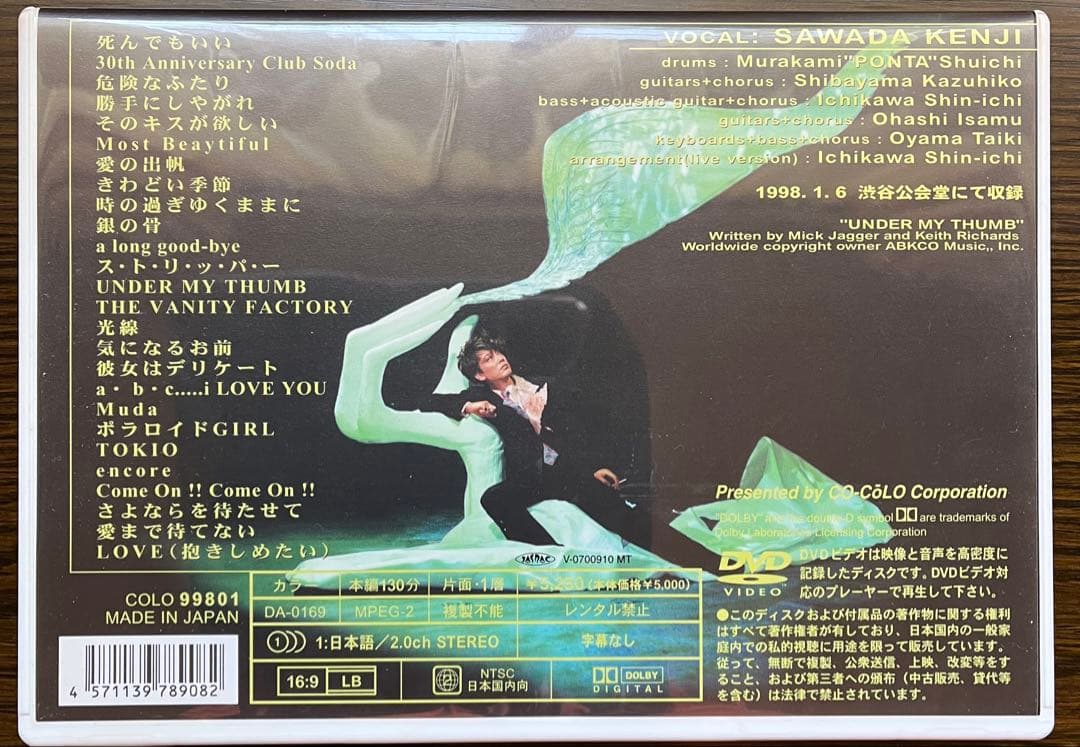 死んでもいい
30th Anniversary Club Soda
危険なふたり
勝手にしやがれ
そのキスが欲しい
Most Beaytiful
愛の出帆
きわどい季節
時の過ぎゆくままに
銀の骨
a long good-bye
ス・ト・リ・ッ・パ・ー
UNDER MY THUMB
THE VANITY FACTORY
光線
気になるお前
彼女はデリケート
a・b・c.....i LOVE YOU
Muda
ポラロイドGIRL
TOKIO
encore
Come On !! Come On !!
さよならを待たせて
愛まで待てない
LOVE(抱きしめたい)
VOCAL: SAWADA KENJI
drums : Murakami"PONTA"Shuichi
guitars+chorus : Shibayama Kazuhiko
bass+acoustic guitar+chorus : Ichikawa Shin-ichi
guitars+chorus : Ohashi Isamu
keyboards+bass+chorus : Oyama Taiki
arrangement(live version) : Ichikawa Shin-ichi
1998. 1. 6 渋谷公会堂にて収録
"UNDER MY THUMB"
Written by Mick Jagger and Keith Richards
Worldwide copyright owner ABKCO Music,, Inc.
Presented by CO-CōLO Corporation
"DOLBY" and the double-D symbol are trademarks of
Dolby Laboratories Licensing Corporation
DVD
VIDEO
DVDビデオは映像と音声を高密度に
記録したディスクです。DVDビデオ対
応のプレーヤーで再生して下さい。
●このディスクおよび付属品の著作物に関する権利
はすべて著作権者が有しており、日本国内の一般家
庭内での私的視聴に用途を限って販売しています。
従って、無断で複製、公衆送信、上映、改変等をす
ること、および第三者への頒布(中古販売、貸代等
を含む)は法律で禁止されています。
JASRAC V-0700910 MT
カラー 本編130分 片面・1層 ¥5,250(本体価格¥5,000)
DA-0169 MPEG-2 複製不能 レンタル禁止
1:日本語/2.0ch STEREO 字幕なし
16:9 LB 2 NTSC 日本国内向 DOLBY DIGITAL
COLO 99801
MADE IN JAPAN
4 571139 789082